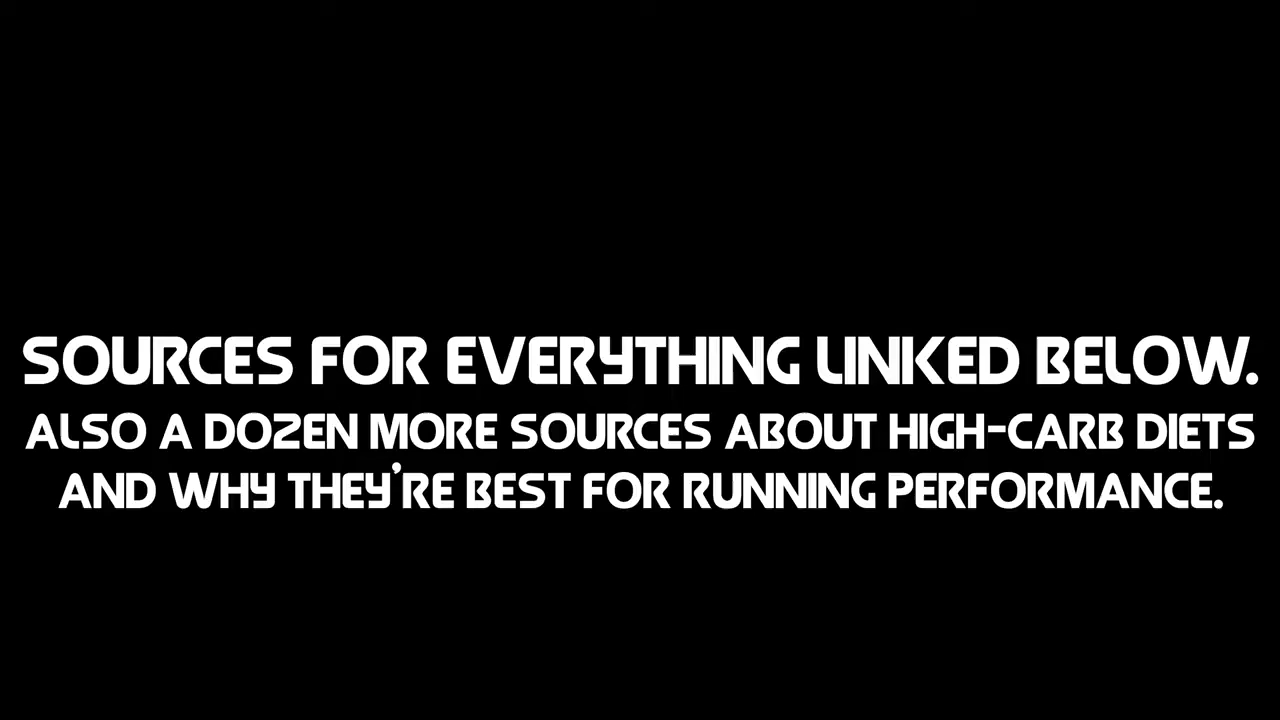 SOURCES FOR EVERYTHING LINKED BELOW.
ALSO A DOZEN MORE SOURCES ABOUT HIGH-CARB DIETS
AND WHY THEY'RE BEST FOR RUNNING PERFORMANCE.